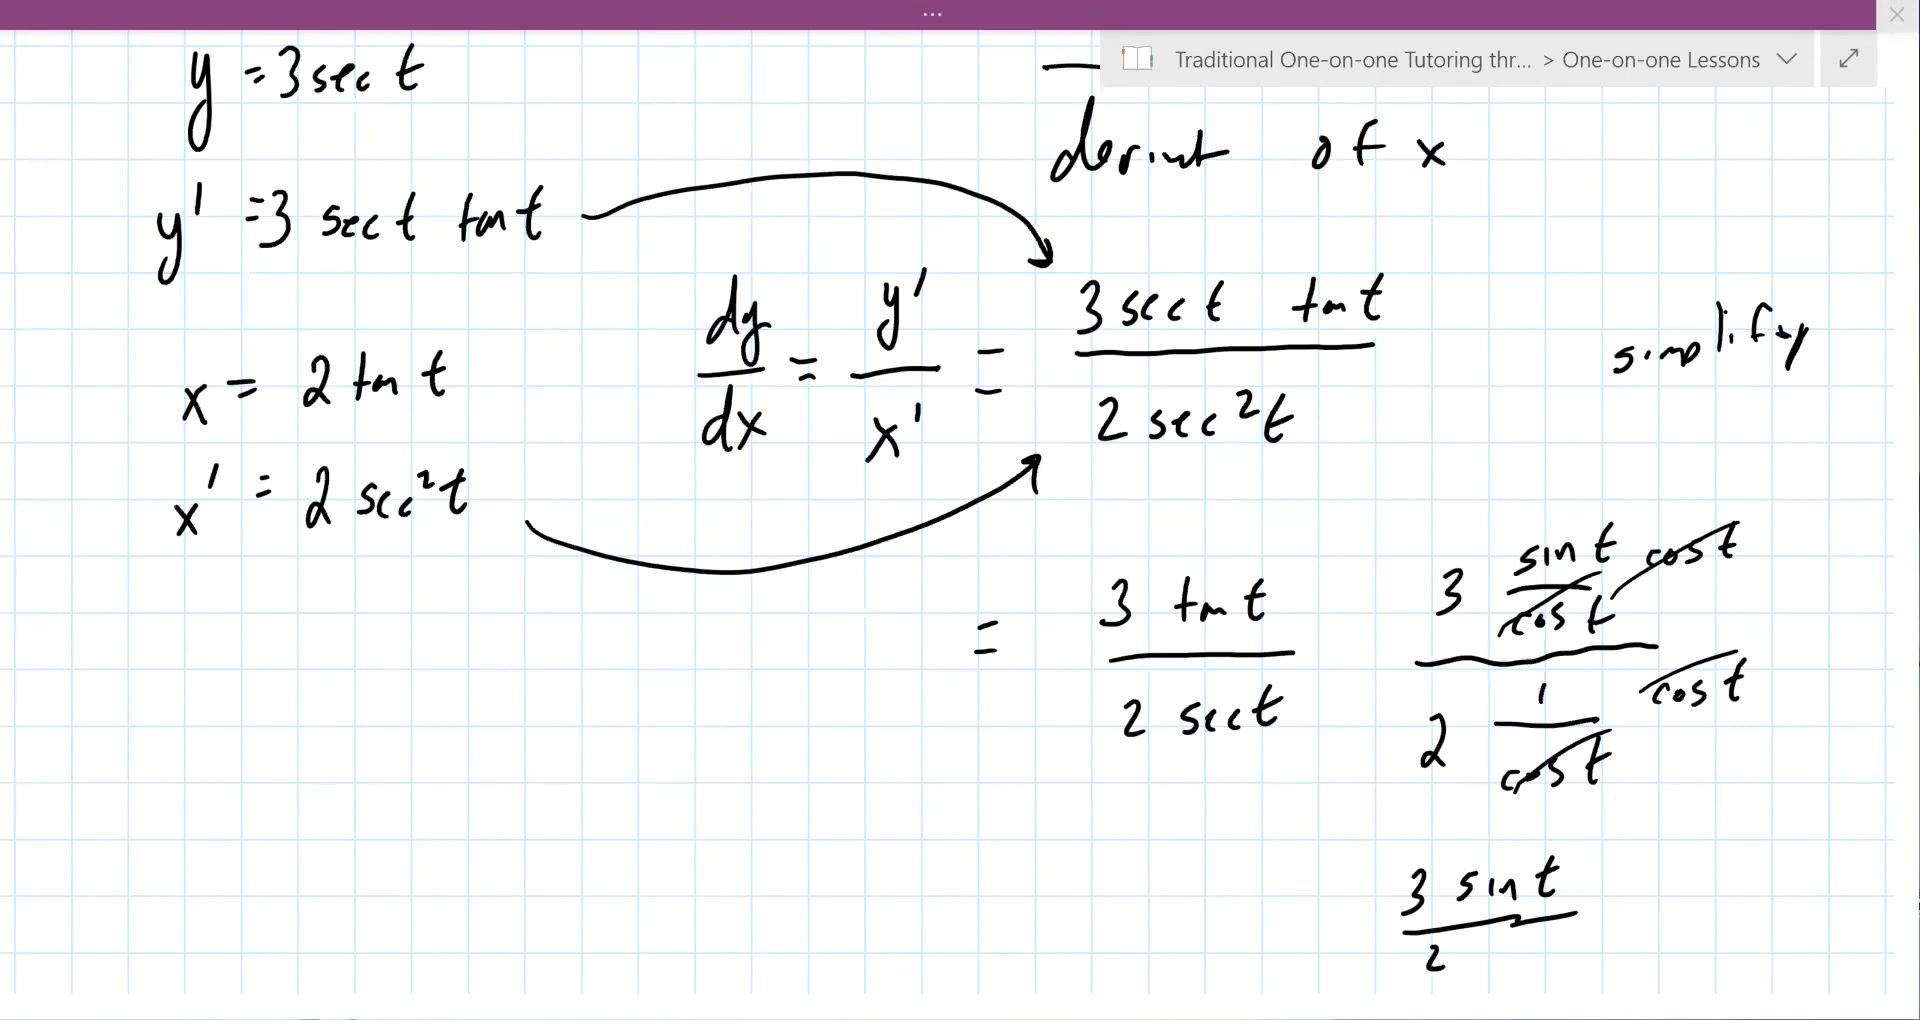 ...
Traditional One-on-one Tutoring thr... > One-on-one Lessons
y = 3 sec t
derivat of x
y' = 3 sec t tan t
dy/dx = y'/x' = 3 sec t tan t / 2 sec²t
simplify
x = 2 tan t
x' = 2 sec²t
= 3 tan t / 2 sec t
3 sin t/cos t cos t / 2 1/cos t cos t
3 sin t / 2